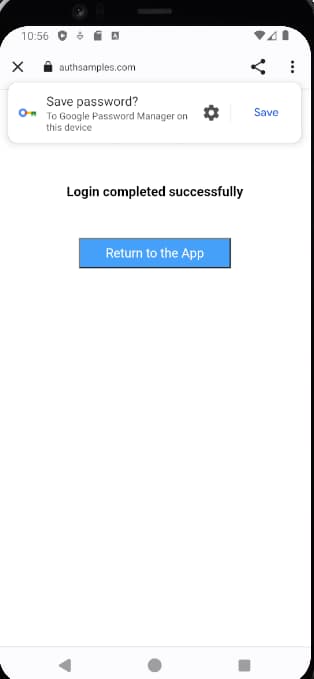 10:56
authsamples.com
Save password?
To Google Password Manager on
this device
Save
Login completed successfully
Return to the App